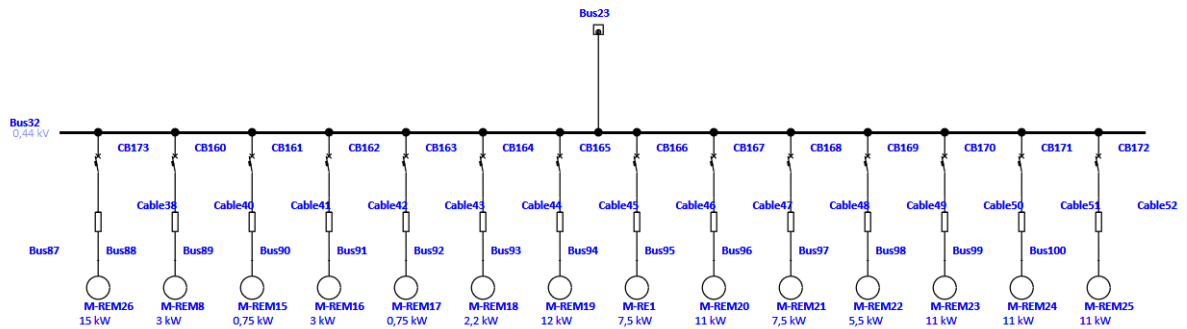 Bus23
Bus32
0,44 kV
CB173 CB160 CB161 CB162 CB163 CB164 CB165 CB166 CB167 CB168 CB169 CB170 CB171 CB172
Cable38 Cable40 Cable41 Cable42 Cable43 Cable44 Cable45 Cable46 Cable47 Cable48 Cable49 Cable50 Cable51 Cable52
Bus87 Bus88 Bus89 Bus90 Bus91 Bus92 Bus93 Bus94 Bus95 Bus96 Bus97 Bus98 Bus99 Bus100
M-REM26 M-REM8 M-REM15 M-REM16 M-REM17 M-REM18 M-REM19 M-RE1 M-REM20 M-REM21 M-REM22 M-REM23 M-REM24 M-REM25
15 kW 3 kW 0,75 kW 3 kW 0,75 kW 2,2 kW 12 kW 7,5 kW 11 kW 7,5 kW 5,5 kW 11 kW 11 kW 11 kW